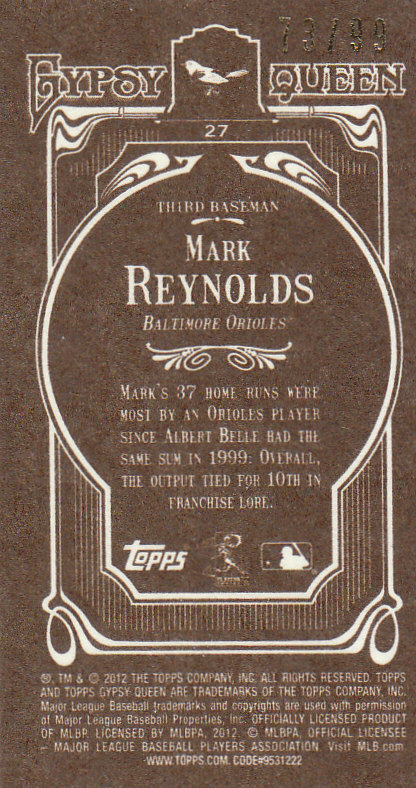 73/99
GYPSY QUEEN
27
THIRD BASEMAN
MARK
REYNOLDS
BALTIMORE ORIOLES
MARK'S 37 HOME RUNS WERE
MOST BY AN ORIOLES PLAYER
SINCE ALBERT BELLE HAD THE
SAME SUM IN 1999. OVERALL,
THE OUTPUT TIED FOR 10TH IN
FRANCHISE LORE.
Topps
®, TM & © 2012 THE TOPPS COMPANY, INC. ALL RIGHTS RESERVED. TOPPS
AND TOPPS GYPSY QUEEN ARE TRADEMARKS OF THE TOPPS COMPANY, INC.
Major League Baseball trademarks and copyrights are used with permission
of Major League Baseball Properties, Inc. OFFICIALLY LICENSED PRODUCT
OF MLBP. LICENSED BY MLBPA, 2012. © MLBPA, OFFICIAL LICENSEE
– MAJOR LEAGUE BASEBALL PLAYERS ASSOCIATION. Visit MLB.com
WWW.TOPPS.COM. CODE#9531222